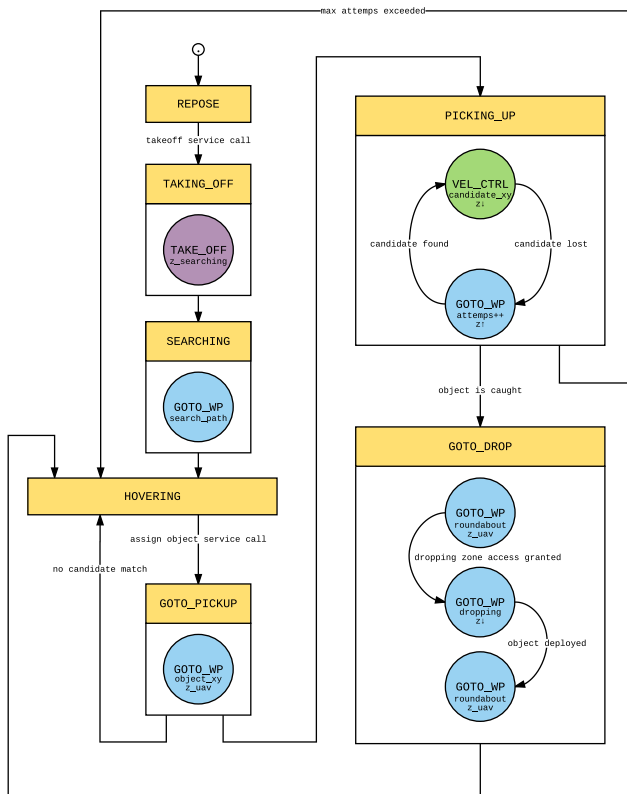 max attemps exceeded
REPOSE
takeoff service call
TAKING_OFF
TAKE_OFF
z_searching
SEARCHING
GOTO_WP
search_path
HOVERING
assign object service call
no candidate match
GOTO_PICKUP
GOTO_WP
object_xy
z_uav
PICKING_UP
VEL_CTRL
candidate_xy
z↓
candidate found
candidate lost
GOTO_WP
attemps++
z↑
object is caught
GOTO_DROP
GOTO_WP
roundabout
z_uav
dropping zone access granted
GOTO_WP
dropping
z↓
object deployed
GOTO_WP
roundabout
z_uav